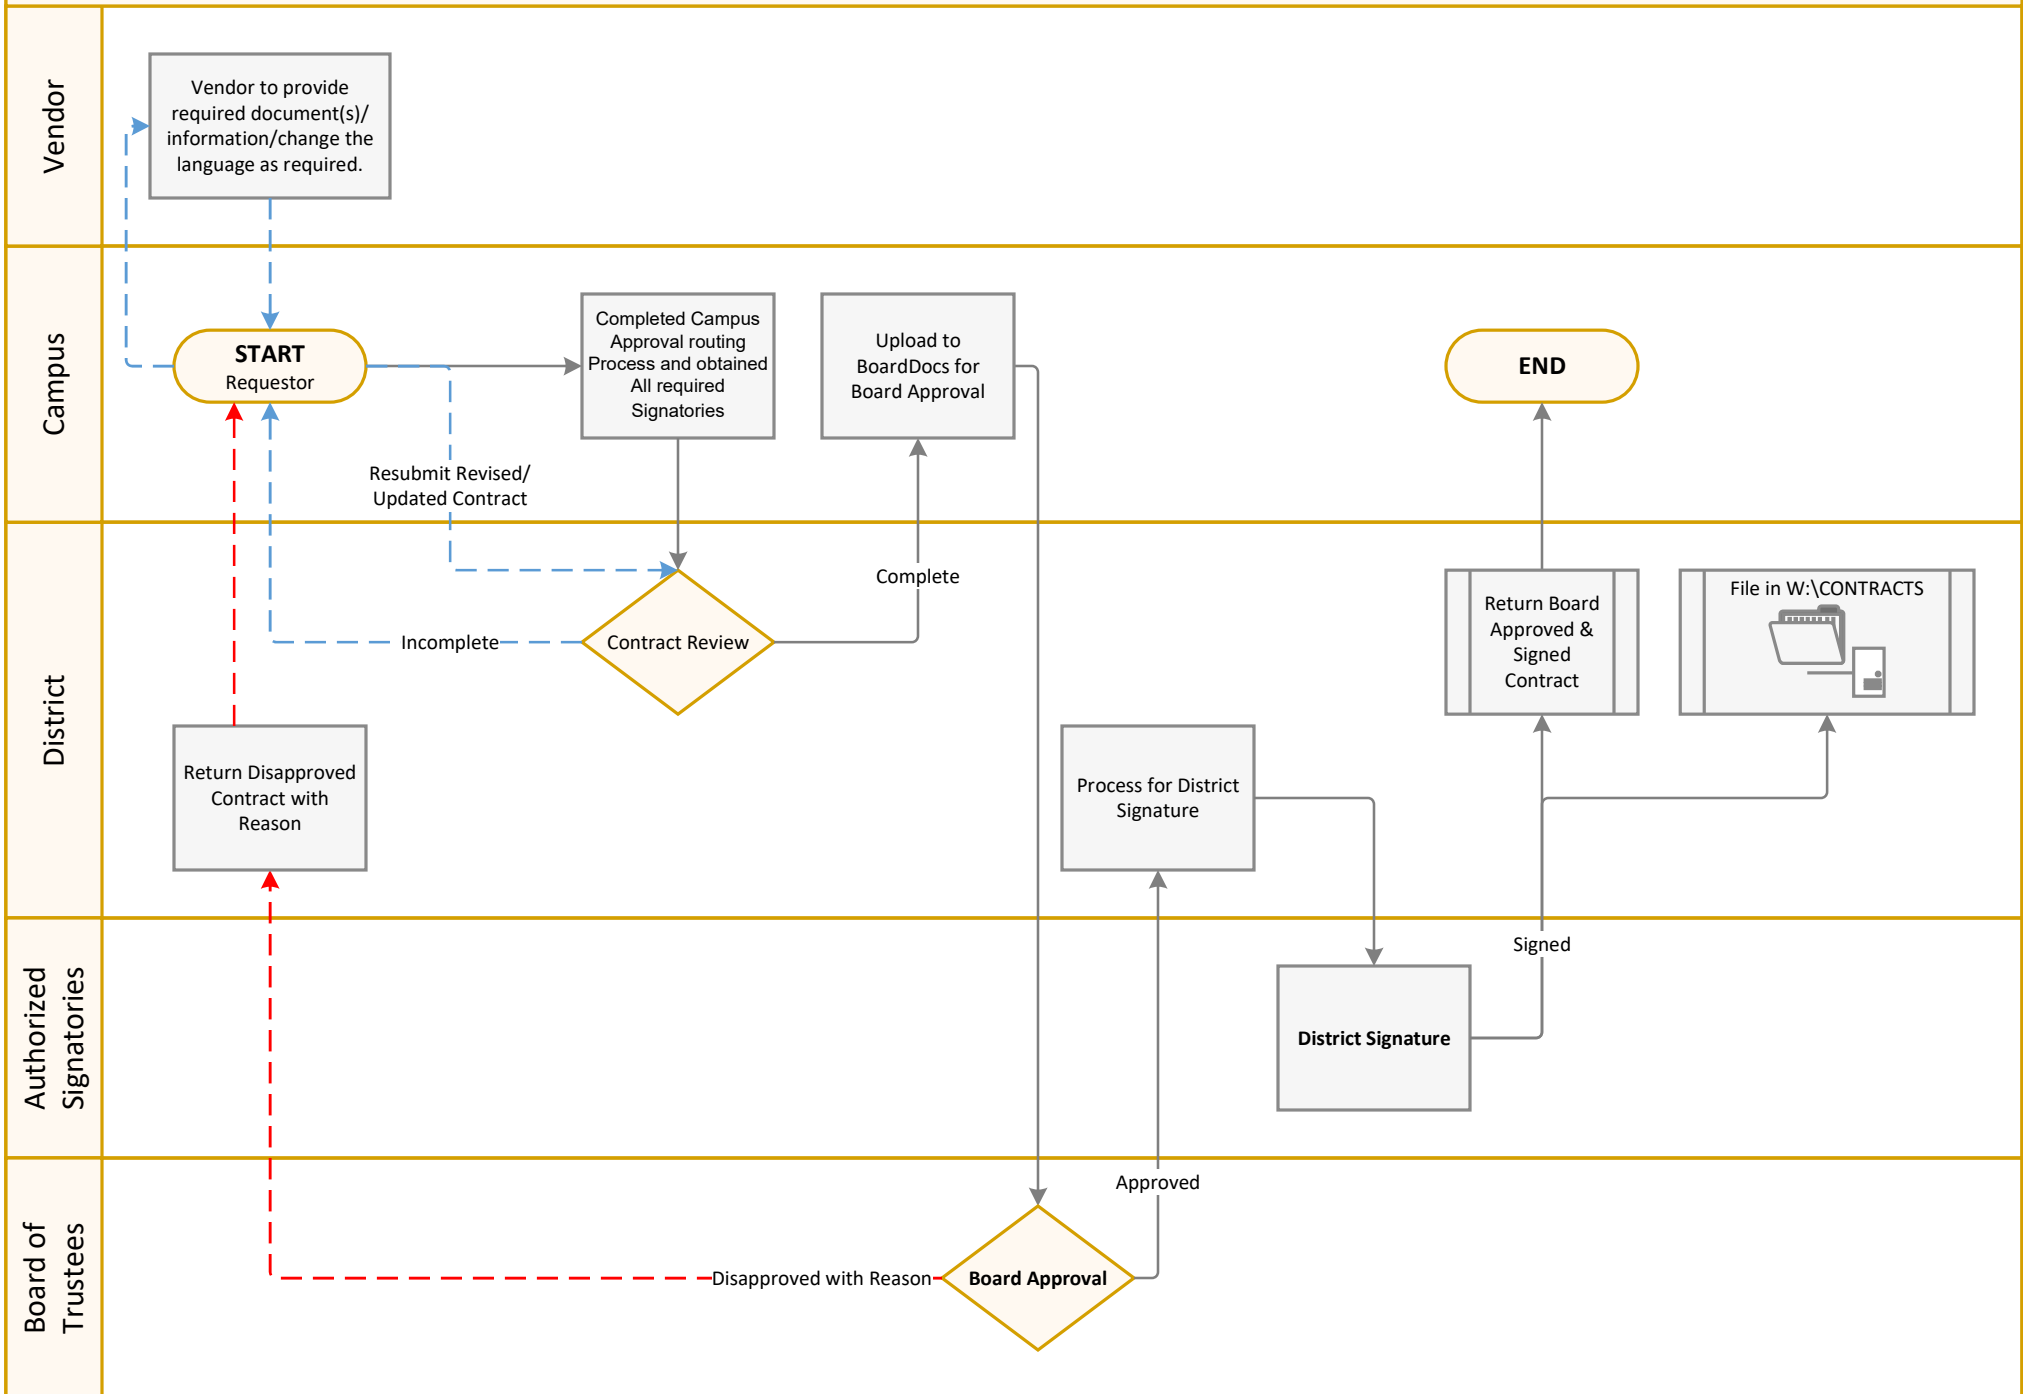 Vendor
Vendor to provide
required document(s)/
information/change the
language as required.
Campus
START
Requestor
Completed Campus
Approval routing
Process and obtained
All required
Signatories
Upload to
BoardDocs for
Board Approval
END
Resubmit Revised/
Updated Contract
District
Incomplete
Contract Review
Complete
Return Board
Approved &
Signed
Contract
File in W:\CONTRACTS
Return Disapproved
Contract with
Reason
Process for District
Signature
Authorized
Signatories
Signed
District Signature
Board of
Trustees
Approved
Disapproved with Reason
Board Approval